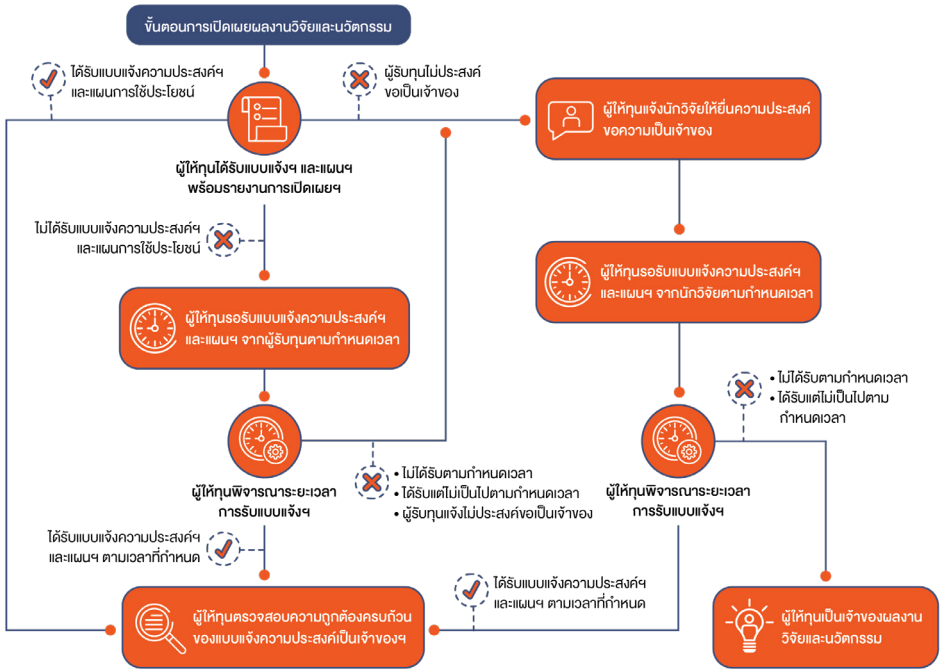 ขั้นตอนการเปิดเผยผลงานวิจัยและนวัตกรรม
ได้รับแบบแจ้งความประสงค์ฯ
และแผนการใช้ประโยชน์
ผู้รับทุนไม่ประสงค์
ขอเป็นเจ้าของ
ผู้ให้ทุนแจ้งนักวิจัยให้ยื่นความประสงค์
ขอความเป็นเจ้าของ
ผู้ให้ทุนได้รับแบบแจ้งฯ และแผนฯ
พร้อมรายงานการเปิดเผยฯ
ไม่ได้รับแบบแจ้งความประสงค์ฯ
และแผนการใช้ประโยชน์
ผู้ให้ทุนรอรับแบบแจ้งความประสงค์ฯ
และแผนฯ จากนักวิจัยตามกำหนดเวลา
ผู้ให้ทุนรอรับแบบแจ้งความประสงค์ฯ
และแผนฯ จากผู้รับทุนตามกำหนดเวลา
• ไม่ได้รับตามกำหนดเวลา
• ได้รับแต่ไม่เป็นไปตาม
กำหนดเวลา
ผู้ให้ทุนพิจารณาระยะเวลา
การรับแบบแจ้งฯ
• ไม่ได้รับตามกำหนดเวลา
• ได้รับแต่ไม่เป็นไปตามกำหนดเวลา
• ผู้รับทุนแจ้งไม่ประสงค์ขอเป็นเจ้าของ
ผู้ให้ทุนพิจารณาระยะเวลา
การรับแบบแจ้งฯ
ได้รับแบบแจ้งความประสงค์ฯ
และแผนฯ ตามเวลาที่กำหนด
ได้รับแบบแจ้งความประสงค์ฯ
และแผนฯ ตามเวลาที่กำหนด
ผู้ให้ทุนตรวจสอบความถูกต้องครบถ้วน
ของแบบแจ้งความประสงค์เป็นเจ้าของฯ
ผู้ให้ทุนเป็นเจ้าของผลงาน
วิจัยและนวัตกรรม